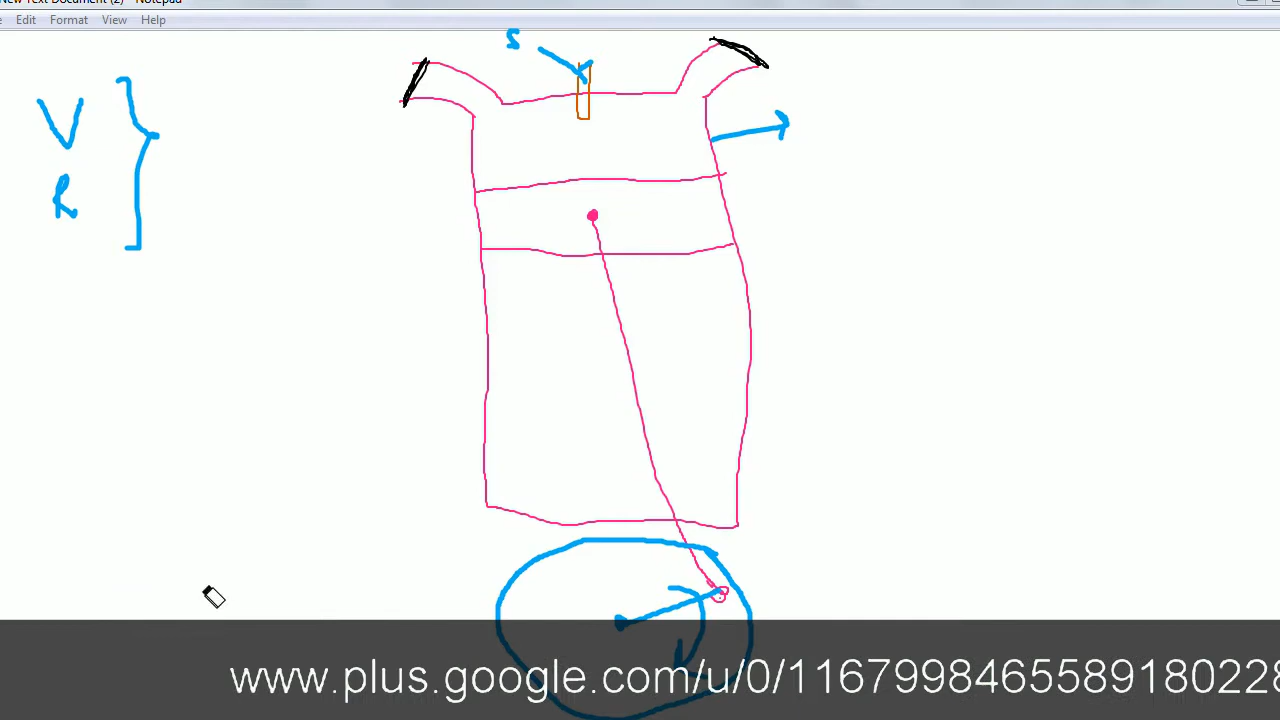 New Text Document (2) - Notepad
Edit Format View Help
s
V
R
www.plus.google.com/u/0/1167998465589180228